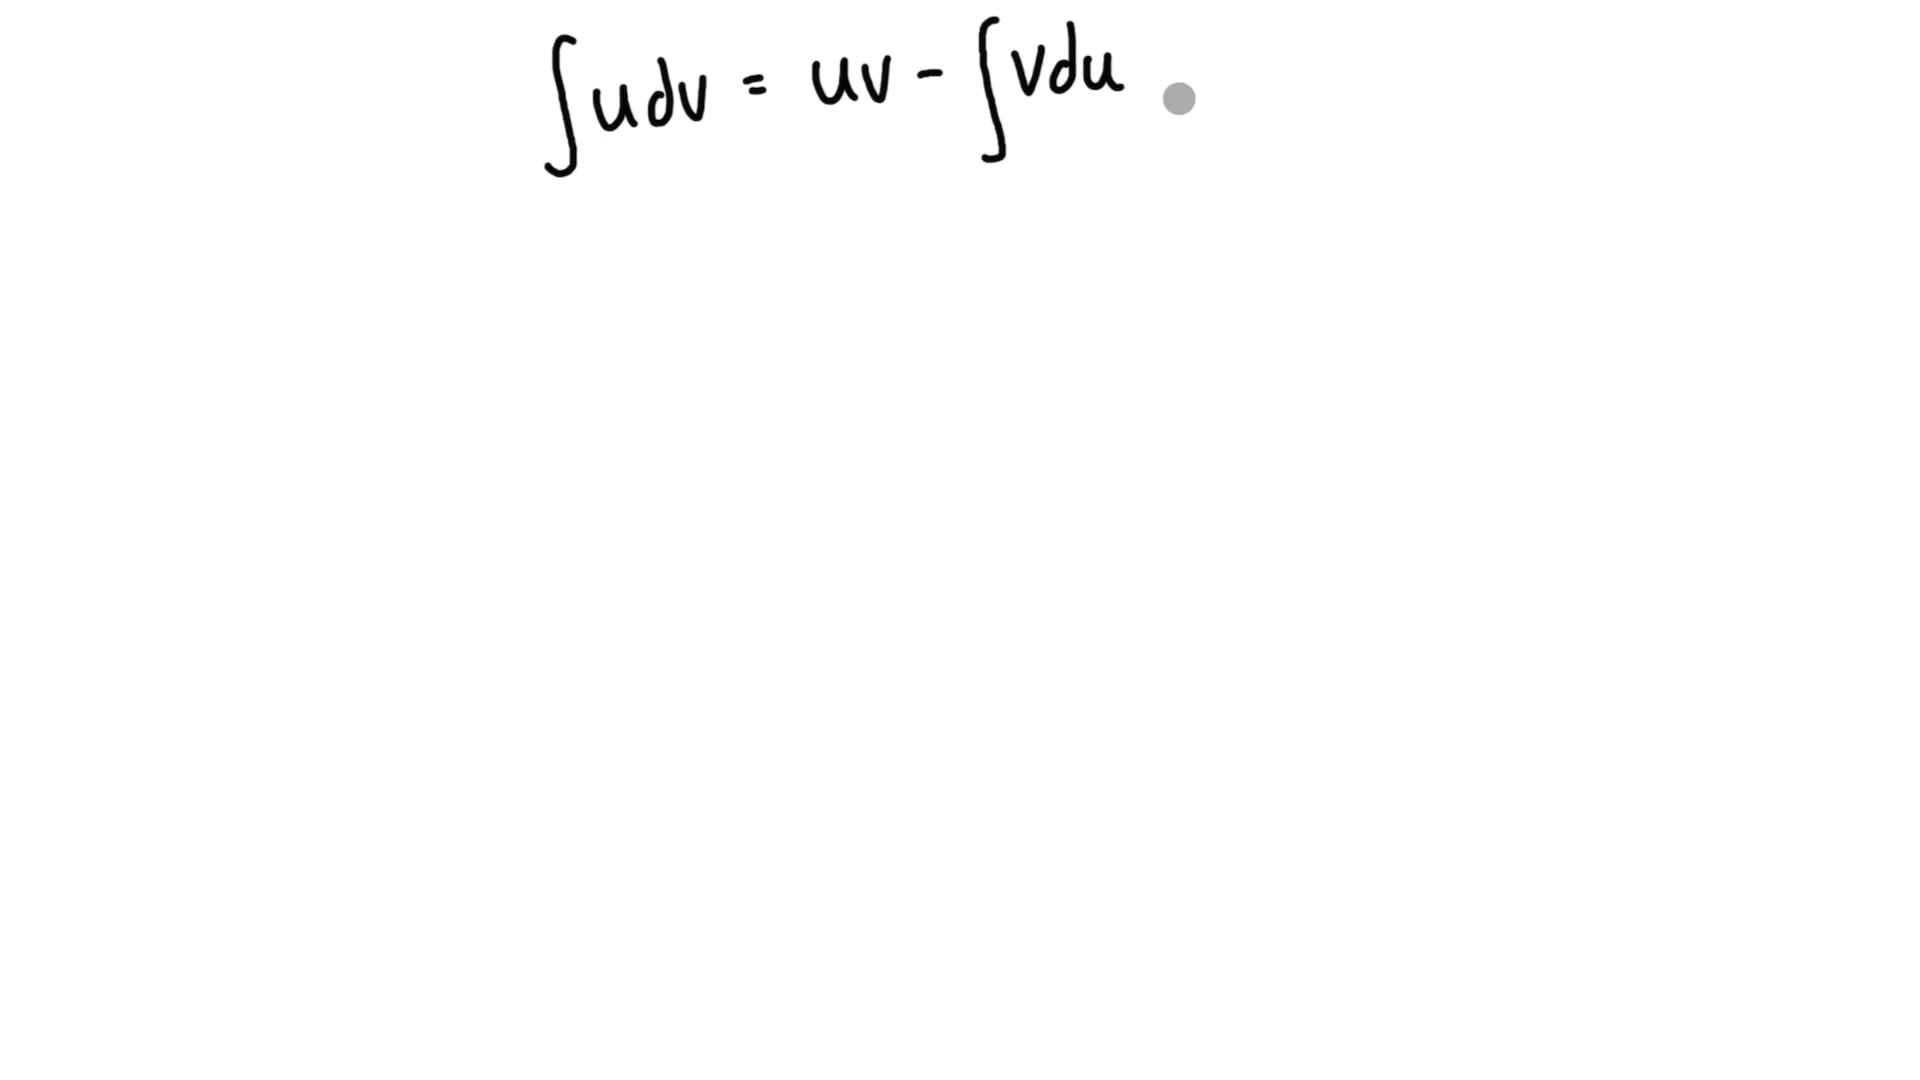 ∫udv = uv - ∫vdu